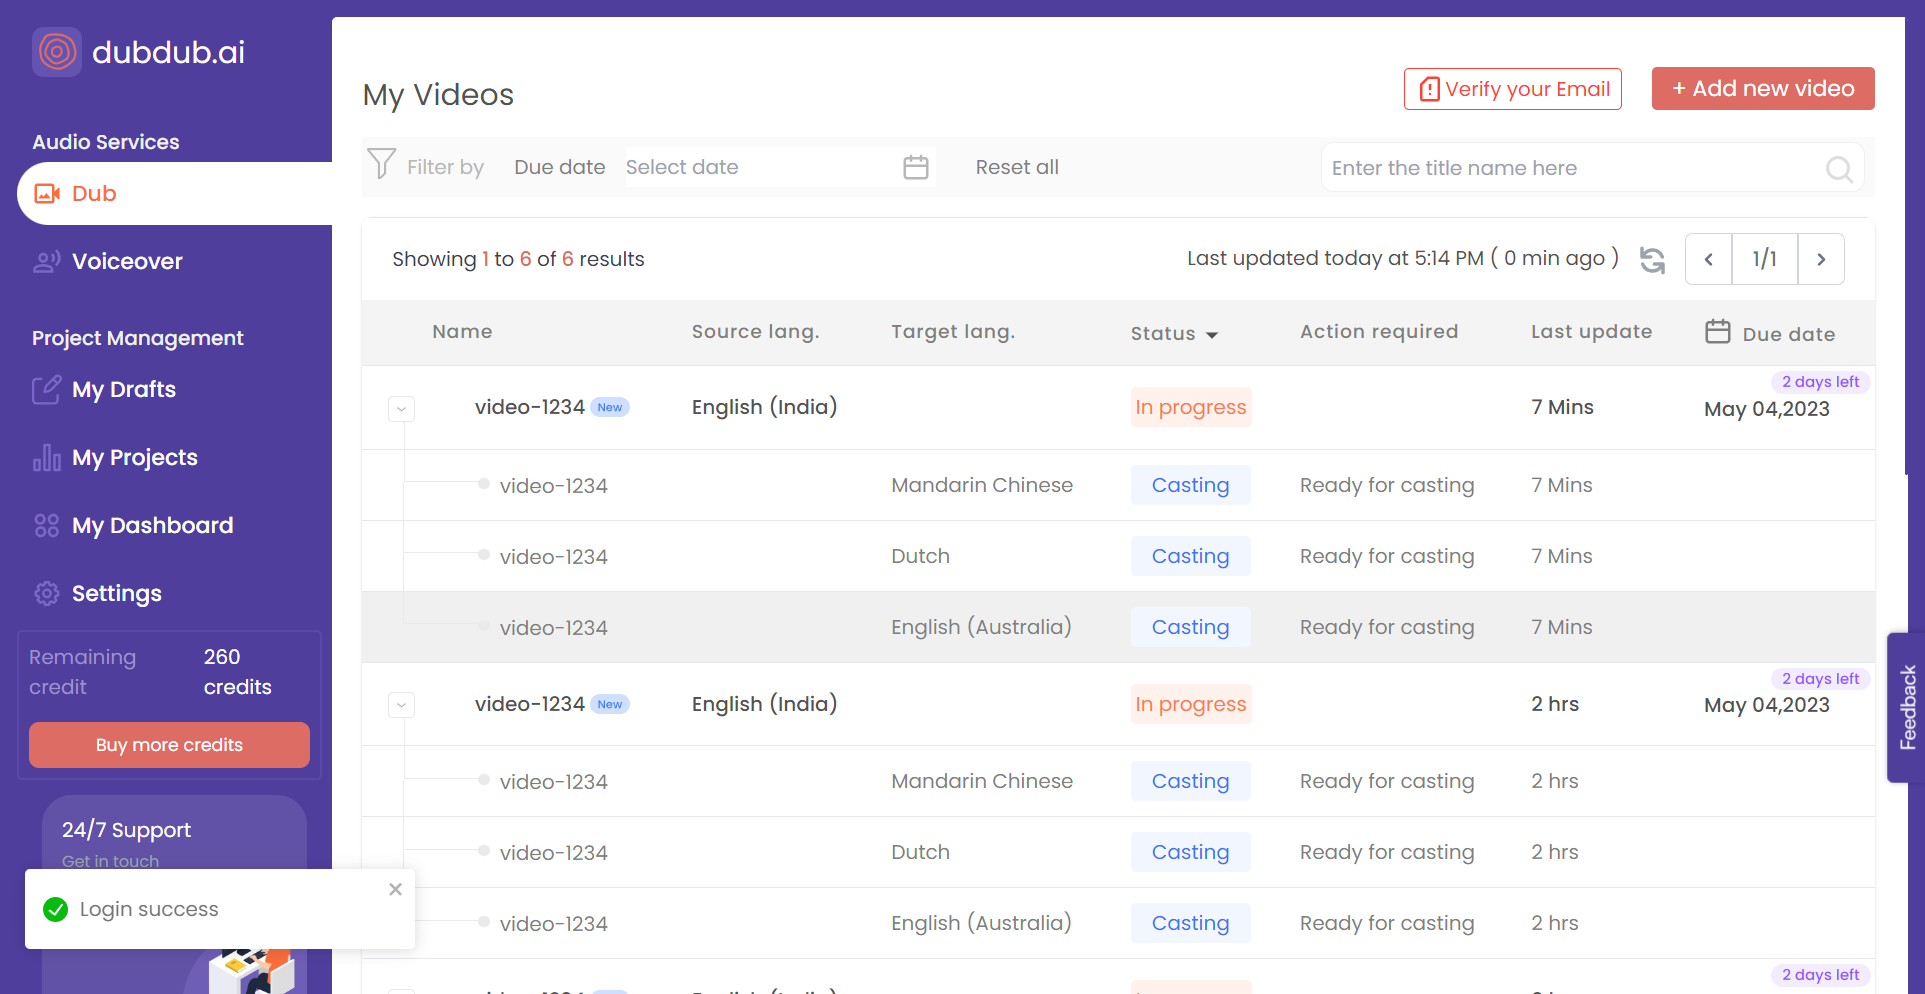 dubdub.ai
Audio Services
Dub
Voiceover
Project Management
My Drafts
My Projects
My Dashboard
Settings
Remaining credit 260 credits
Buy more credits
24/7 Support
Get in touch
Login success
My Videos
Verify your Email
+ Add new video
Filter by Due date Select date Reset all Enter the title name here
Showing 1 to 6 of 6 results
Last updated today at 5:14 PM ( 0 min ago ) 1/1
Name Source lang. Target lang. Status Action required Last update Due date
2 days left
video-1234 New English (India) In progress 7 Mins May 04,2023
video-1234 Mandarin Chinese Casting Ready for casting 7 Mins
video-1234 Dutch Casting Ready for casting 7 Mins
video-1234 English (Australia) Casting Ready for casting 7 Mins
2 days left
video-1234 New English (India) In progress 2 hrs May 04,2023
video-1234 Mandarin Chinese Casting Ready for casting 2 hrs
video-1234 Dutch Casting Ready for casting 2 hrs
video-1234 English (Australia) Casting Ready for casting 2 hrs
2 days left
Feedback